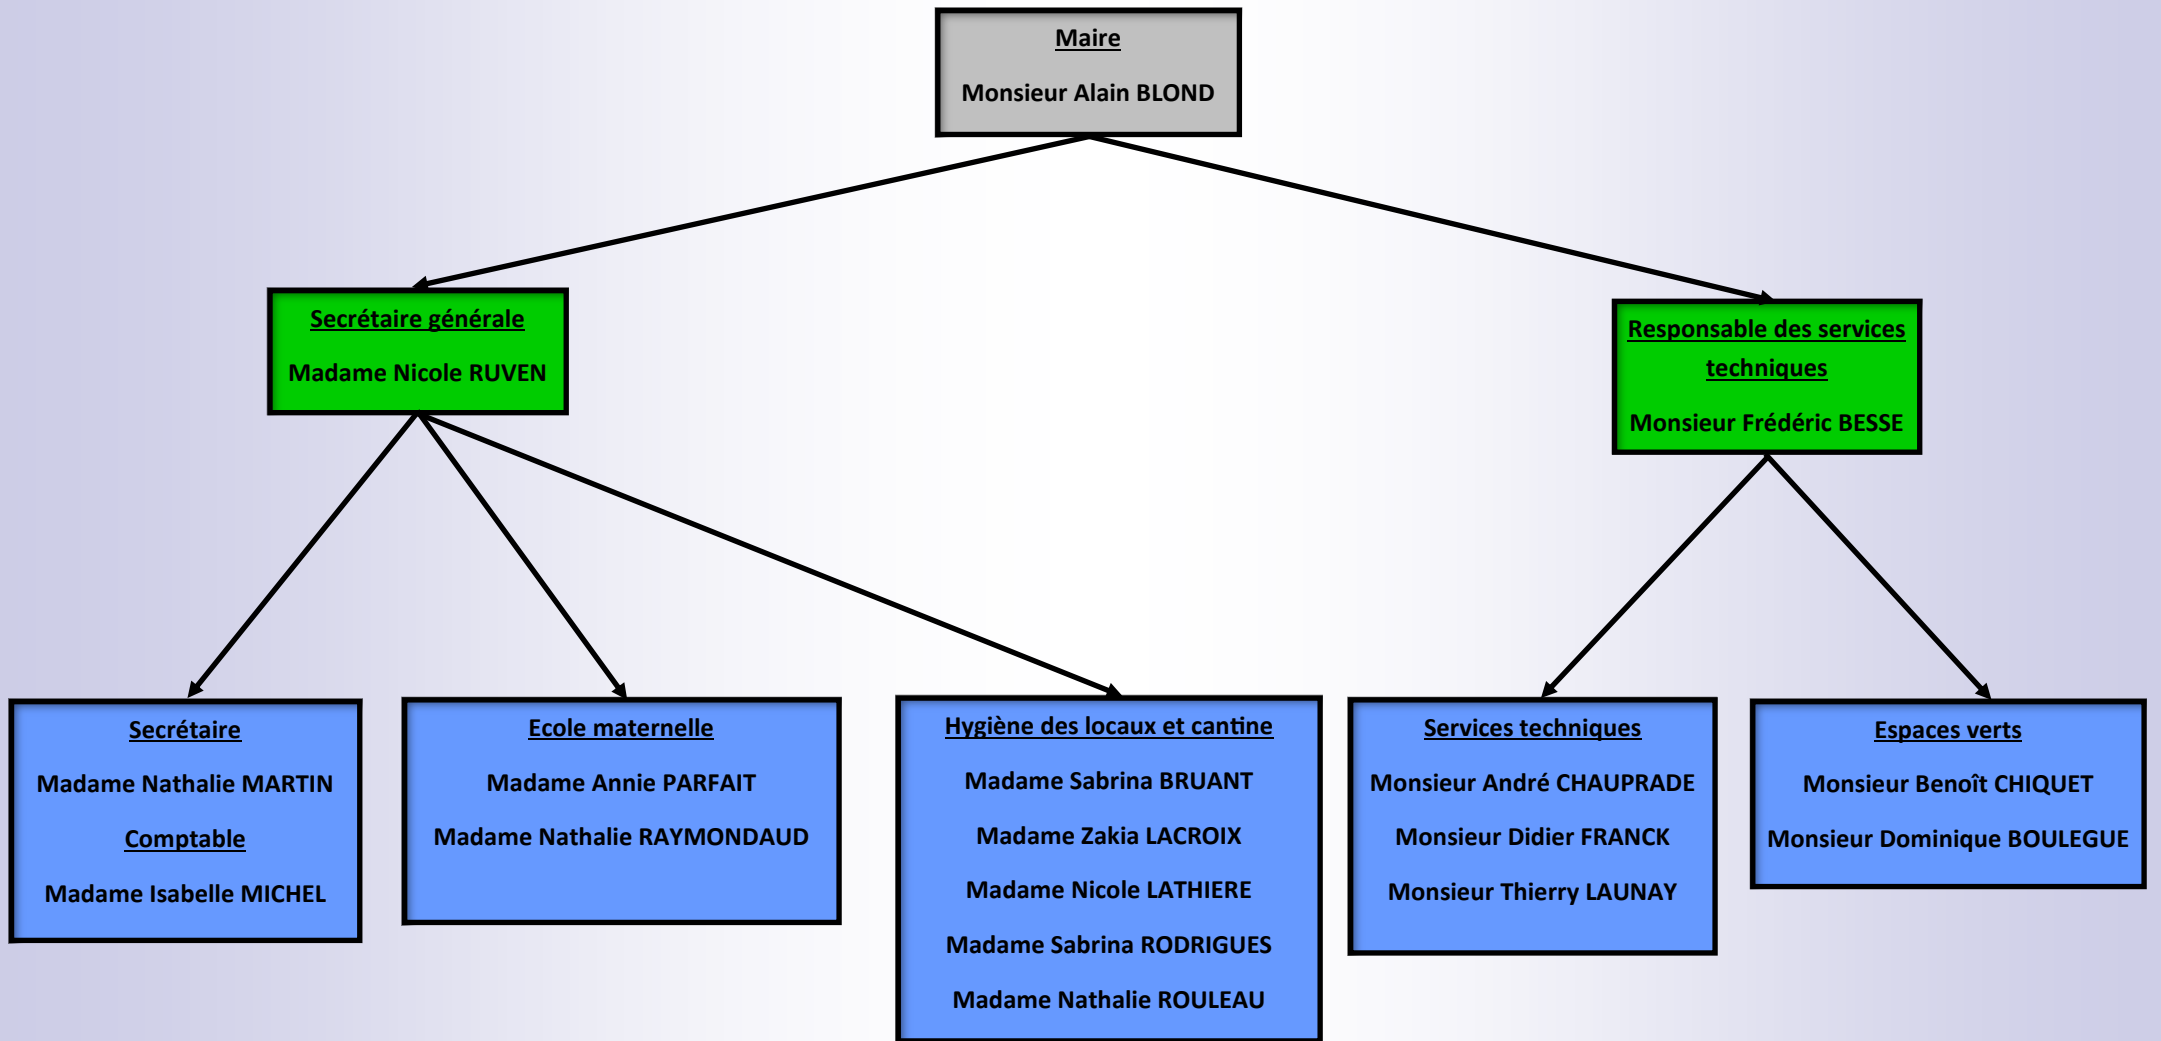 Maire
Monsieur Alain BLOND
Secrétaire générale
Madame Nicole RUVEN
Responsable des services
techniques
Monsieur Frédéric BESSE
Secrétaire
Madame Nathalie MARTIN
Comptable
Madame Isabelle MICHEL
Ecole maternelle
Madame Annie PARFAIT
Madame Nathalie RAYMONDAUD
Hygiène des locaux et cantine
Madame Sabrina BRUANT
Madame Zakia LACROIX
Madame Nicole LATHIERE
Madame Sabrina RODRIGUES
Madame Nathalie ROULEAU
Services techniques
Monsieur André CHAUPRADE
Monsieur Didier FRANCK
Monsieur Thierry LAUNAY
Espaces verts
Monsieur Benoît CHIQUET
Monsieur Dominique BOULEGUE